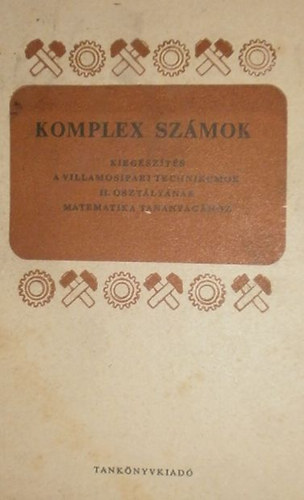 KOMPLEX SZÁMOK
KIEGÉSZÍTÉS
A VILLAMOSIPARI TECHNIKUMOK
II. OSZTÁLYÁNAK
MATEMATIKA TANANYAGÁHOZ
TANKÖNYVKIADÓ